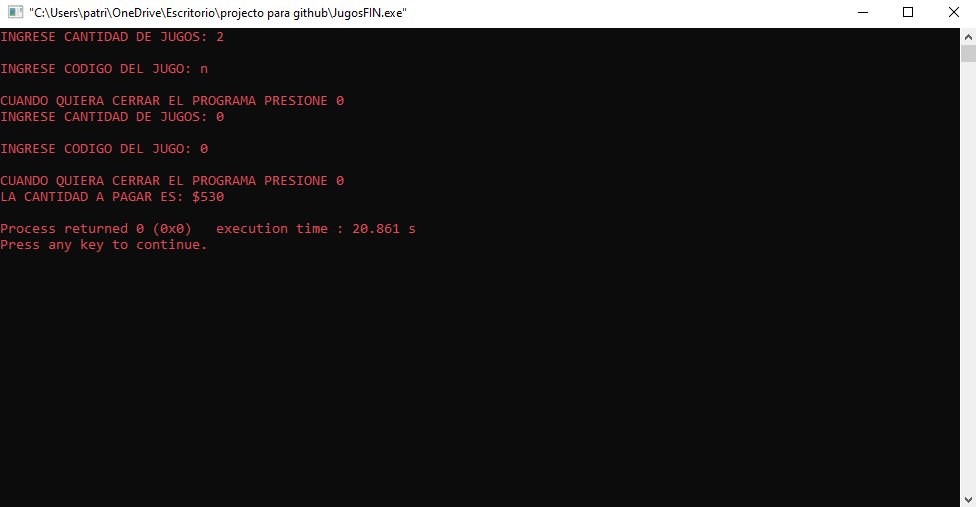 "C:\Users\patri\OneDrive\Escritorio\projecto para github\JugosFIN.exe"
INGRESE CANTIDAD DE JUGOS: 2
INGRESE CODIGO DEL JUGO: n
CUANDO QUIERA CERRAR EL PROGRAMA PRESIONE 0
INGRESE CANTIDAD DE JUGOS: 0
INGRESE CODIGO DEL JUGO: 0
CUANDO QUIERA CERRAR EL PROGRAMA PRESIONE 0
LA CANTIDAD A PAGAR ES: $530
Process returned 0 (0x0)   execution time : 20.861 s
Press any key to continue.